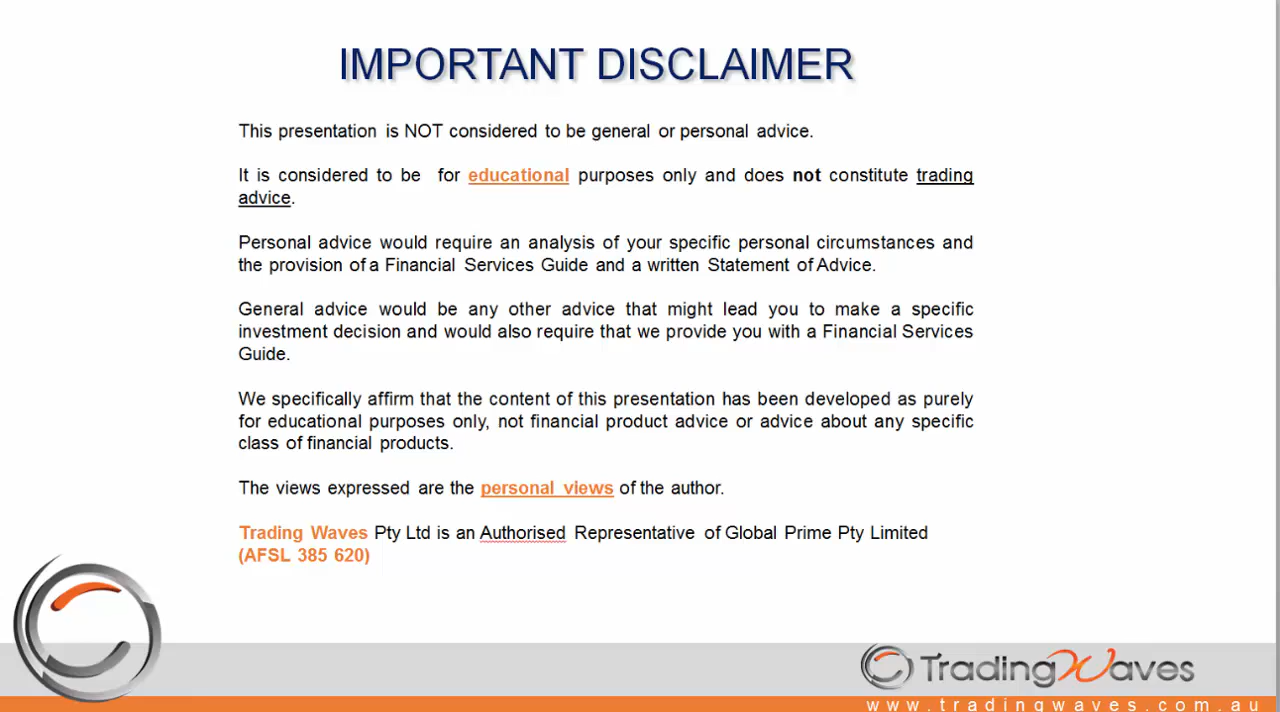 IMPORTANT DISCLAIMER
This presentation is NOT considered to be general or personal advice.
It is considered to be for educational purposes only and does not constitute trading
advice.
Personal advice would require an analysis of your specific personal circumstances and
the provision of a Financial Services Guide and a written Statement of Advice.
General advice would be any other advice that might lead you to make a specific
investment decision and would also require that we provide you with a Financial Services
Guide.
We specifically affirm that the content of this presentation has been developed as purely
for educational purposes only, not financial product advice or advice about any specific
class of financial products.
The views expressed are the personal views of the author.
Trading Waves Pty Ltd is an Authorised Representative of Global Prime Pty Limited
(AFSL 385 620)
TradingWaves
www.tradingwaves.com.au